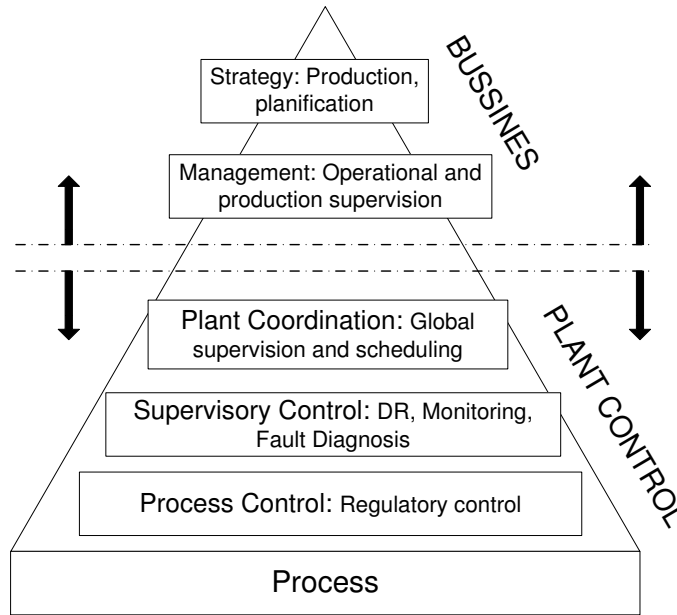 Strategy: Production,
planification
BUSSINES
Management: Operational and
production supervision
Plant Coordination: Global
supervision and scheduling
PLANT CONTROL
Supervisory Control: DR, Monitoring,
Fault Diagnosis
Process Control: Regulatory control
Process